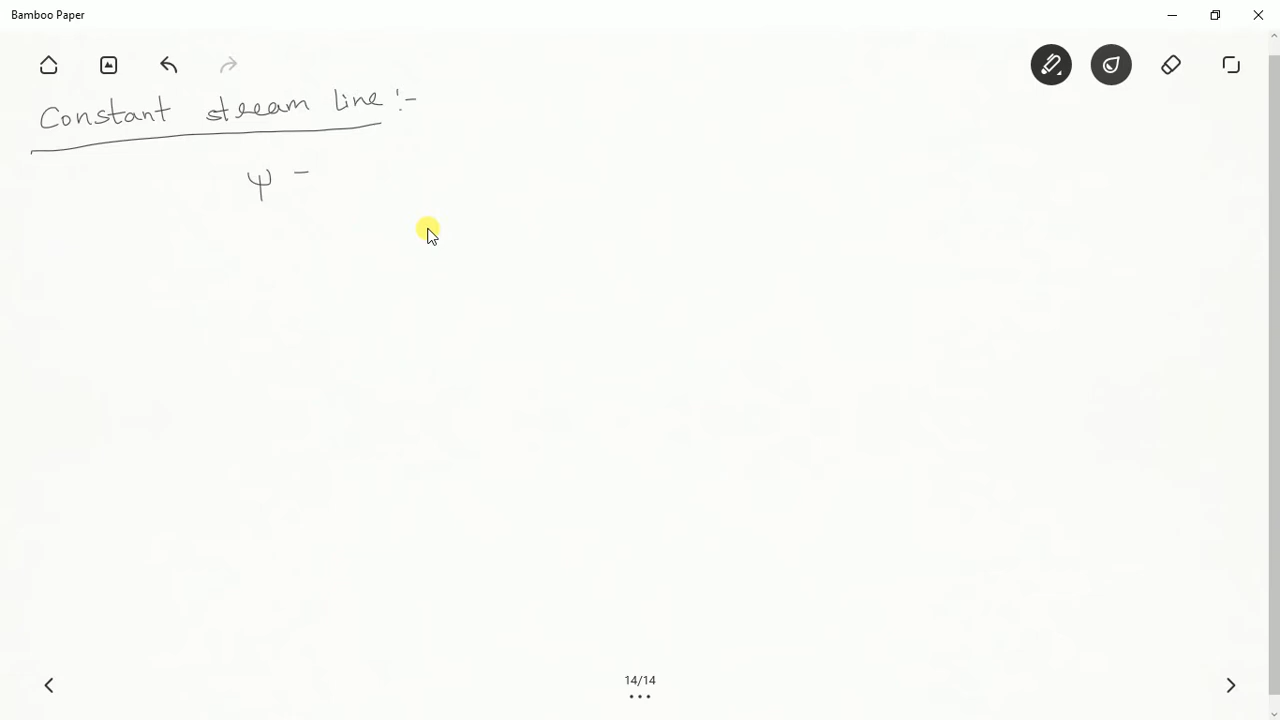 Bamboo Paper
Constant stream line :-
ψ -
14/14